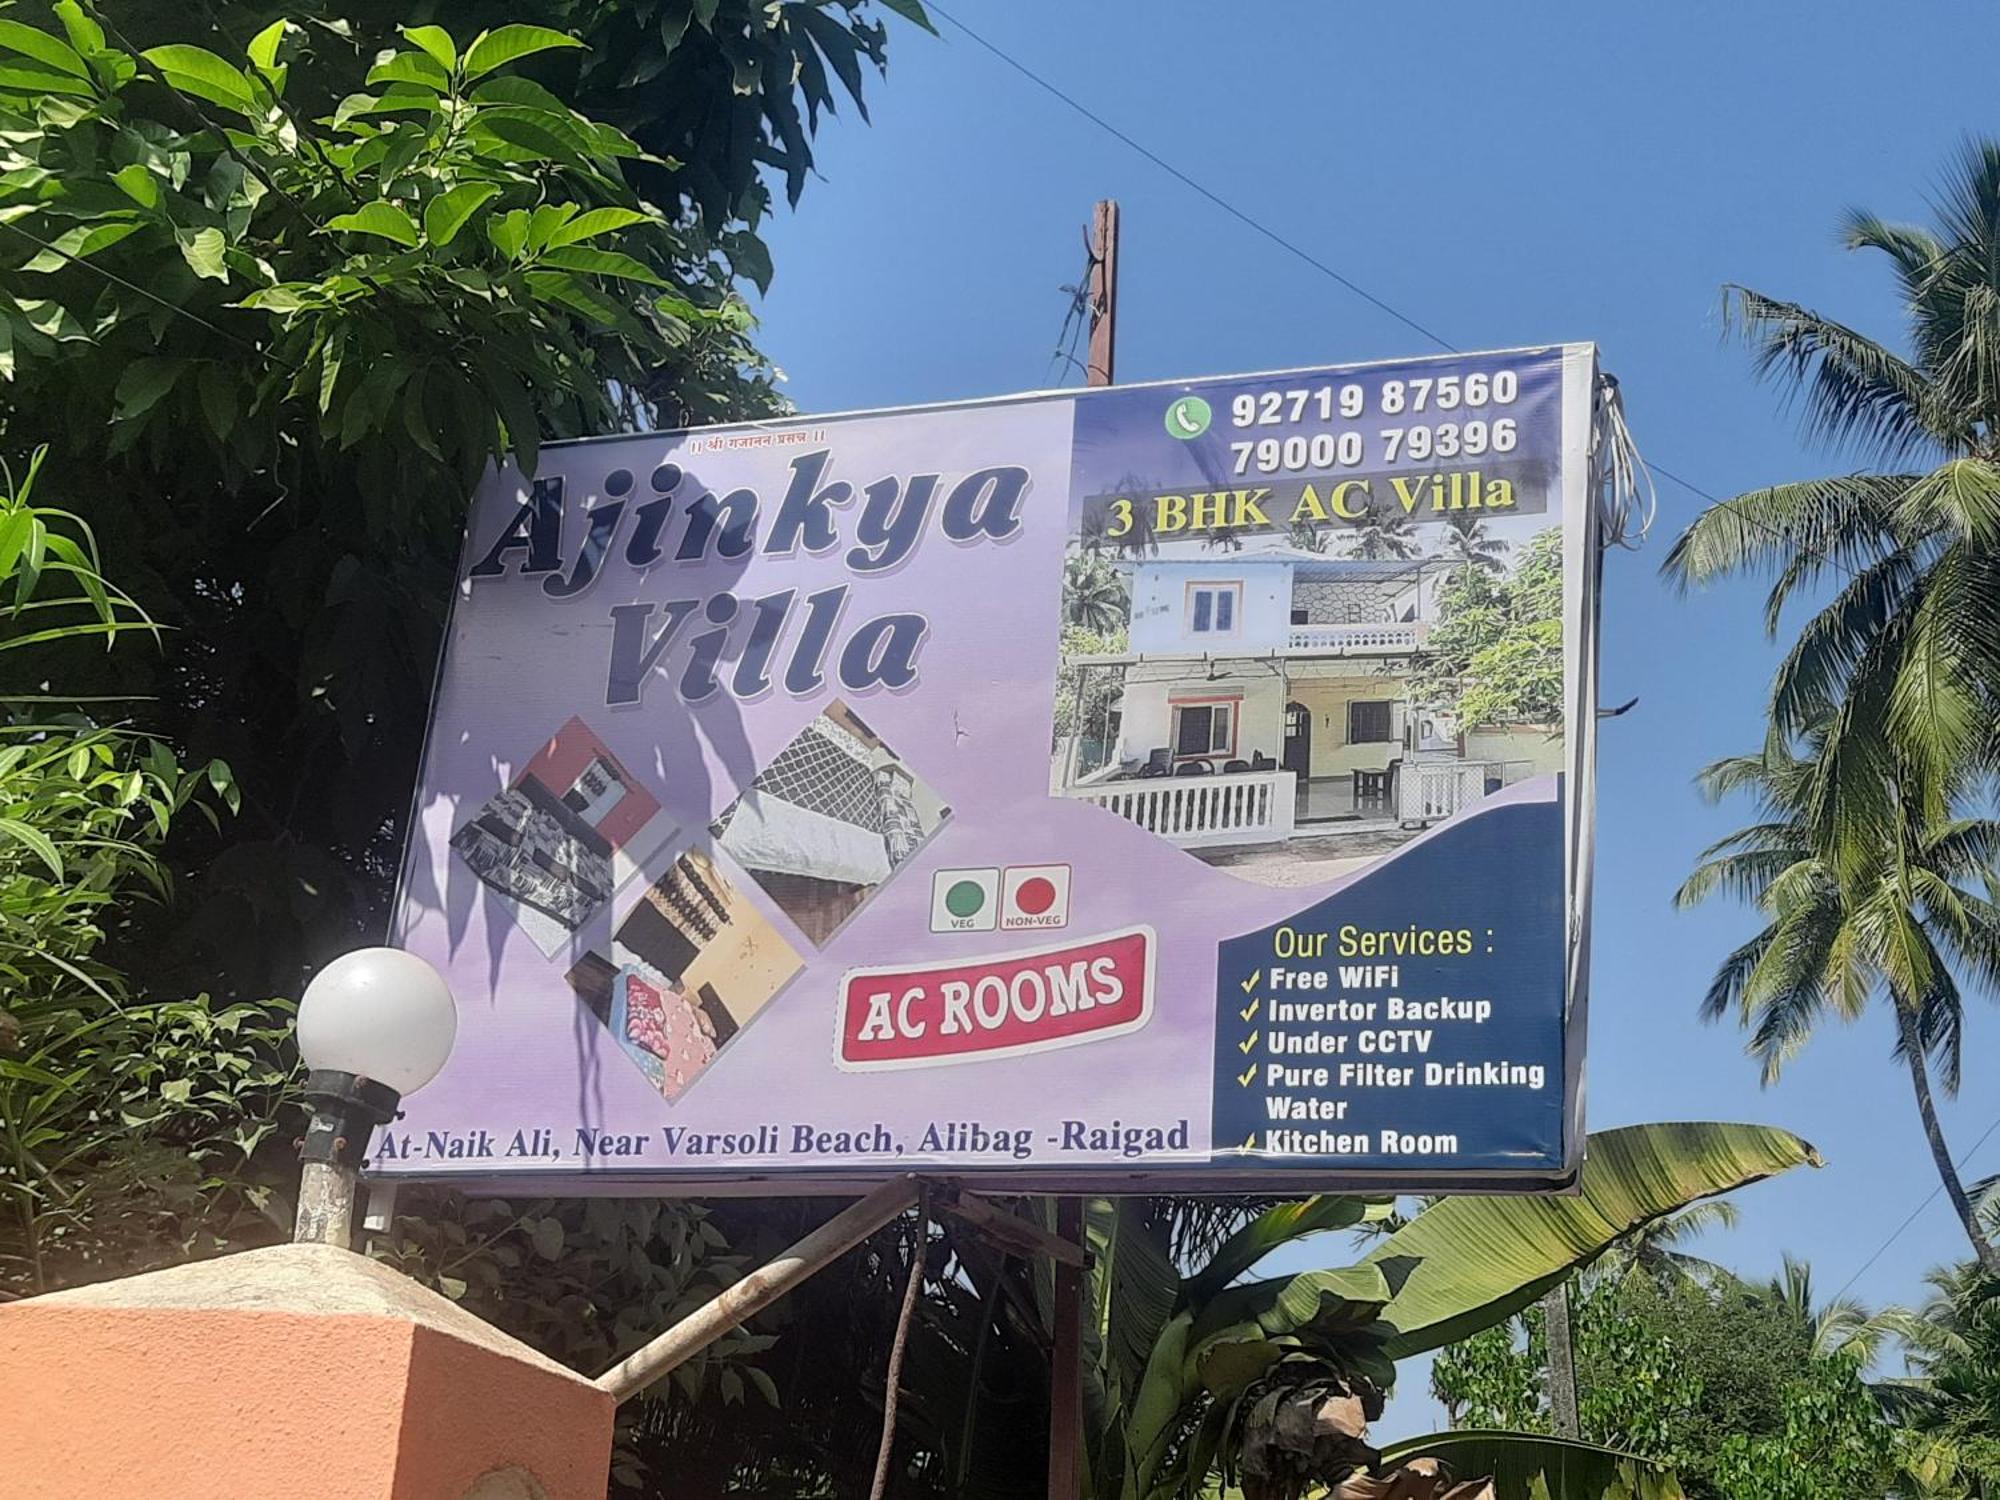 ॥ श्री गजानन प्रसन्न ॥
Ajinkya
Villa
92719 87560
79000 79396
3 BHK AC Villa
VEG
NON-VEG
AC ROOMS
Our Services :
Free WiFi
Invertor Backup
Under CCTV
Pure Filter Drinking
Water
Kitchen Room
At-Naik Ali, Near Varsoli Beach, Alibag -Raigad